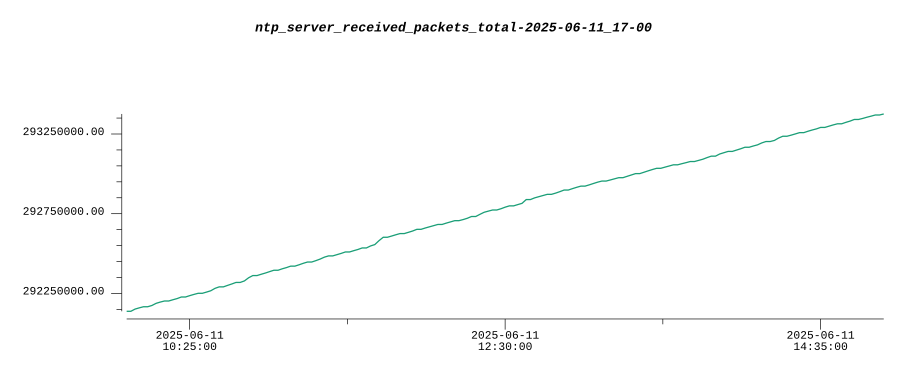 ntp_server_received_packets_total-2025-06-11_17-00
293250000.00
292750000.00
292250000.00
2025-06-11 2025-06-11 2025-06-11
10:25:00 12:30:00 14:35:00